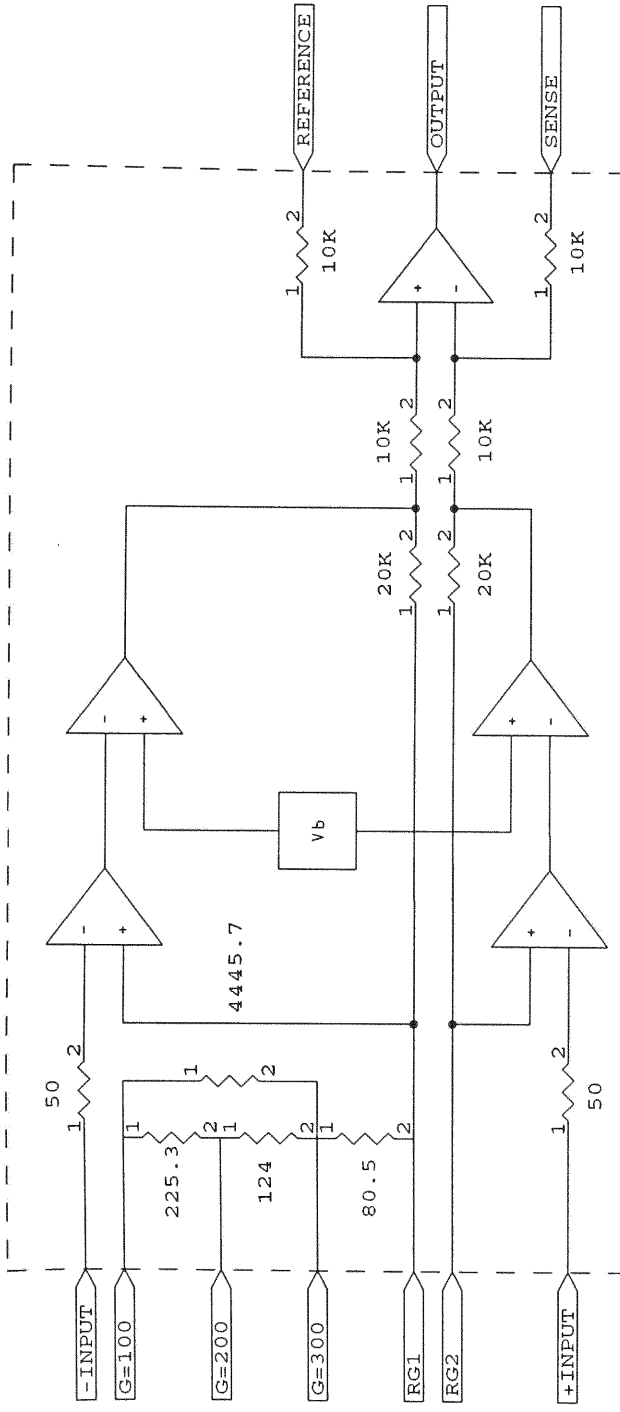 -INPUT
G=100
G=200
G=300
RG1
RG2
+INPUT
1 50 2
1 225.3 2
1 124 2
1 80.5 2
1 2
4445.7
1 50 2
-
+
+
-
-
+
+
-
Vb
1 20K 2
1 20K 2
1 10K 2
1 10K 2
1 10K 2
+
-
1 10K 2
REFERENCE
OUTPUT
SENSE